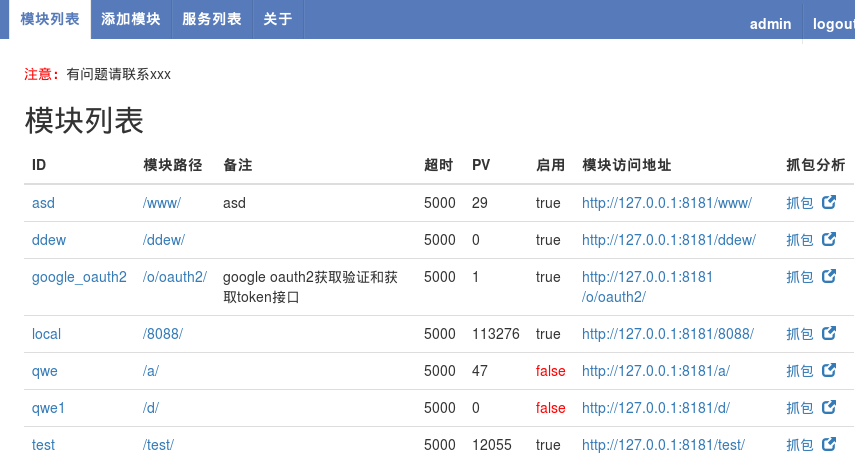 模块列表 添加模块 服务列表 关于 admin logout
注意：有问题请联系xxx
模块列表
ID 模块路径 备注 超时 PV 启用 模块访问地址 抓包分析
asd /www/ asd 5000 29 true http://127.0.0.1:8181/www/ 抓包
ddew /ddew/ 5000 0 true http://127.0.0.1:8181/ddew/ 抓包
google_oauth2 /o/oauth2/ google oauth2获取验证和获 5000 1 true http://127.0.0.1:8181 抓包
取token接口 /o/oauth2/
local /8088/ 5000 113276 true http://127.0.0.1:8181/8088/ 抓包
qwe /a/ 5000 47 false http://127.0.0.1:8181/a/ 抓包
qwe1 /d/ 5000 0 false http://127.0.0.1:8181/d/ 抓包
test /test/ 5000 12055 true http://127.0.0.1:8181/test/ 抓包